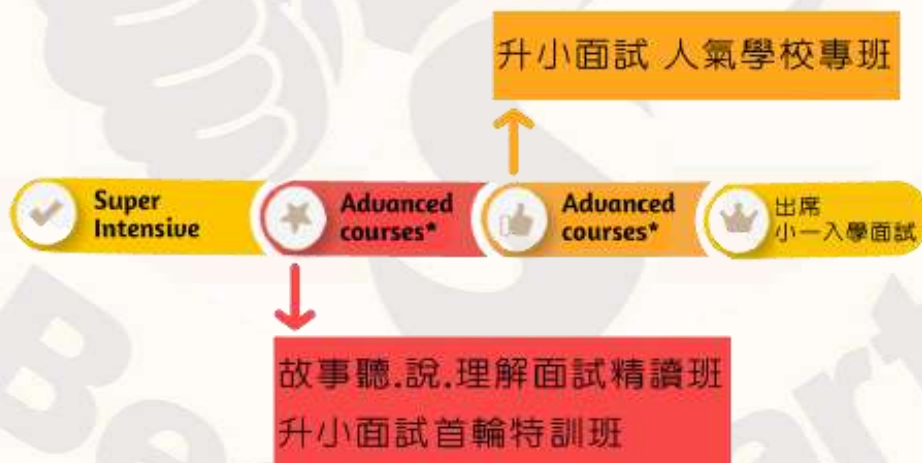 升小面試 人氣學校專班
Super
Intensive
Advanced
courses*
Advanced
courses*
出席
小一入學面試
故事聽.說.理解面試精讀班
升小面試首輪特訓班